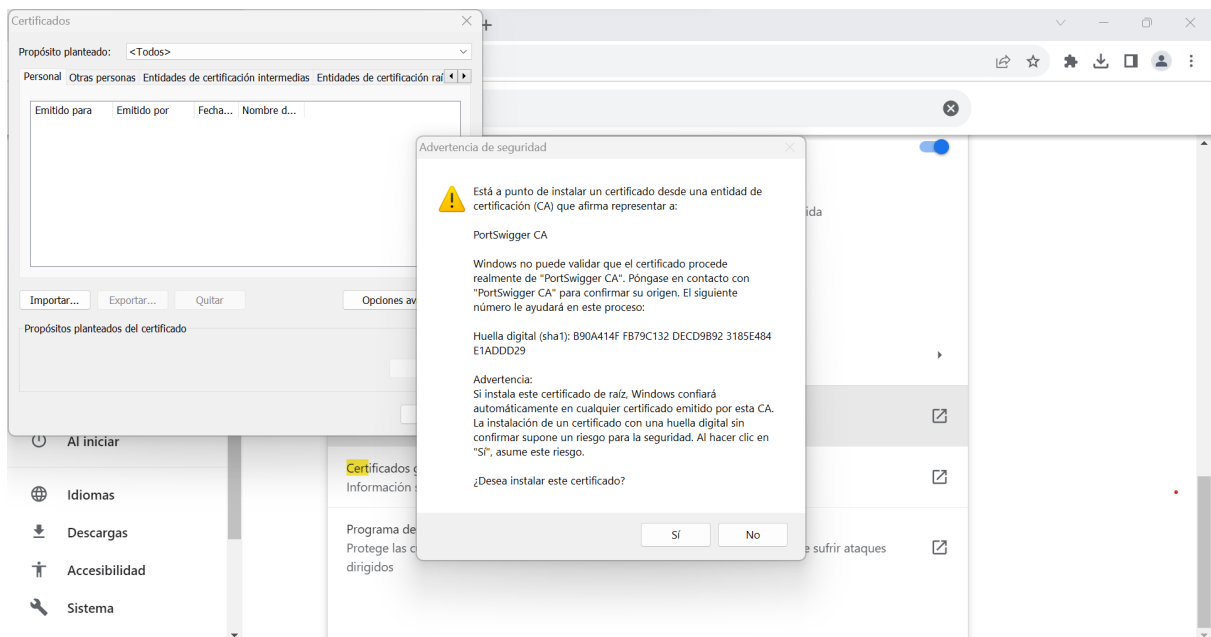 Certificados
Propósito planteado:
<Todos>
Personal
Otras personas
Entidades de certificación intermedias
Entidades de certificación
Emitido para
Emitido por
Fecha...
Nombre d...
Importar...
Exportar...
Quitar
Opciones
Propósitos planteados del certificado
Advertencia de seguridad
Está a punto de instalar un certificado desde una entidad de
certificación (CA) que afirma representar a:
PortSwigger CA
Windows no puede validar que el certificado procede
realmente de "PortSwigger CA". Póngase en contacto con
"PortSwigger CA" para confirmar su origen. El siguiente
número le ayudará en este proceso:
Huella digital (sha1): B90A414F FB79C132 DECD9B92 3185E484
E1ADDD29
Advertencia:
Si instala este certificado de raíz, Windows confiará
automáticamente en cualquier certificado emitido por esta CA.
La instalación de un certificado con una huella digital sin
confirmar supone un riesgo para la seguridad. Al hacer clic en
"Sí", asume este riesgo.
¿Desea instalar este certificado?
Sí
No
Al iniciar
Idiomas
Descargas
Accesibilidad
Sistema
Certificados
Información
Programa de
Protege las
e sufrir ataques
dirigidos